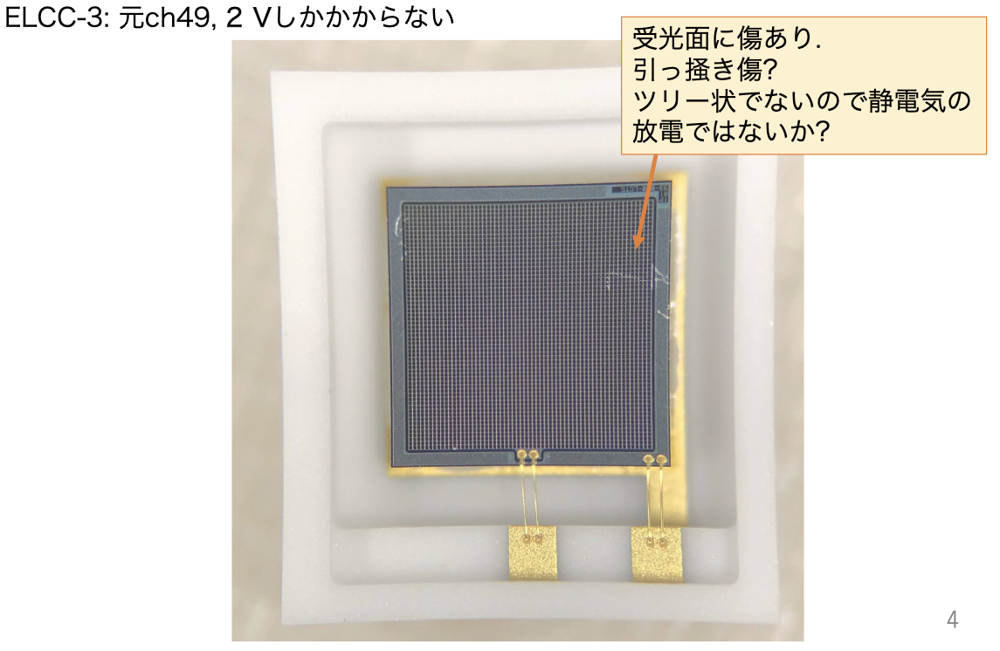 ELCC-3: 元ch49, 2 Vしかかからない
受光面に傷あり.
引っ掻き傷?
ツリー状でないので静電気の
放電ではないか?
4